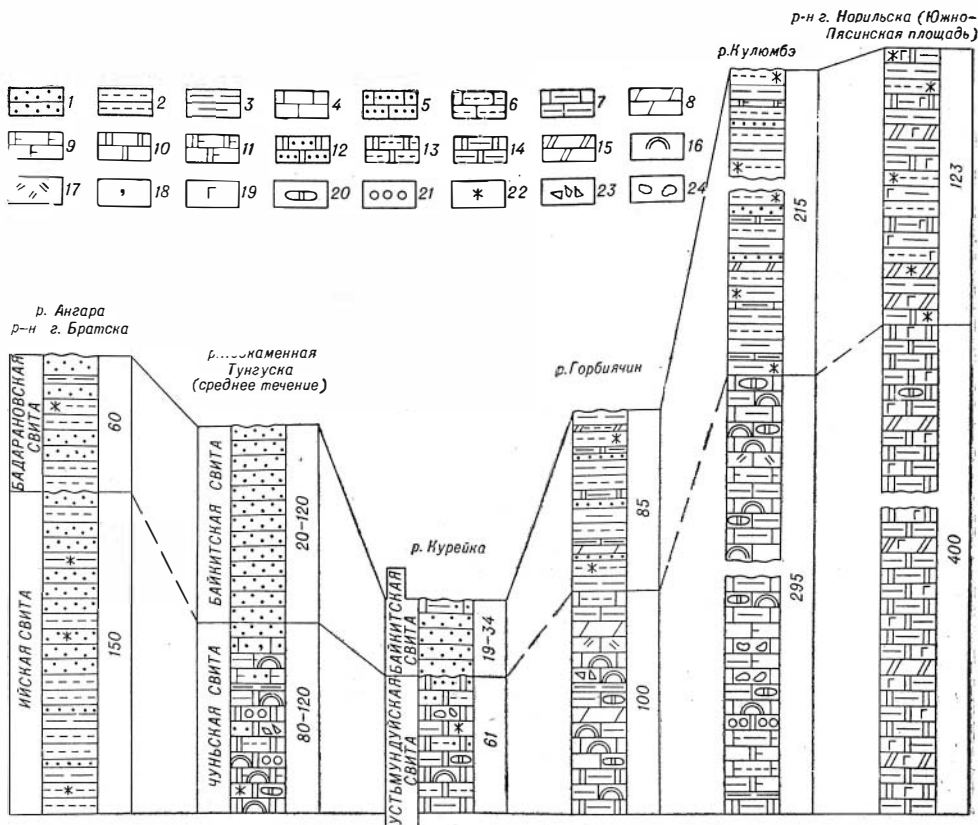 р-н г. Норильска (Южно-
Пясинская площадь)
р. Кулюмбэ
1 2 3 4 5 6 7 8
9 10 11 12 13 14 15 16
17 18 19 20 21 22 23 24
р. Ангара
р-н г. Братска
Тунгуска
(среднее течение)
р. Курейка
р. Горбиячин
БАДАРАНОВСКАЯ
СВИТА
60
ИЙСКАЯ СВИТА
150
БАЙКИТСКАЯ СВИТА
20-120
ЧУНЬСКАЯ СВИТА
80-120
БАЙКИТСКАЯ
СВИТА
19-34
УСТЬМУНДУЙСКАЯ
СВИТА
61
85
100
215
295
123
400